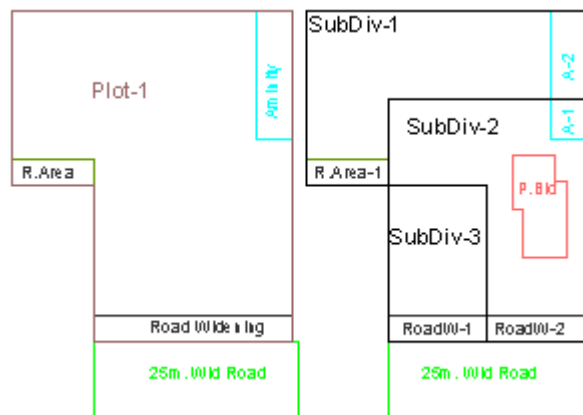 SubDiv-1
Plot-1
Aminity
A-2
A-1
SubDiv-2
R.Area
R.Area-1
P.Bld
SubDiv-3
Road Widening
RoadW-1
RoadW-2
25m.Wid Road
25m.Wid Road